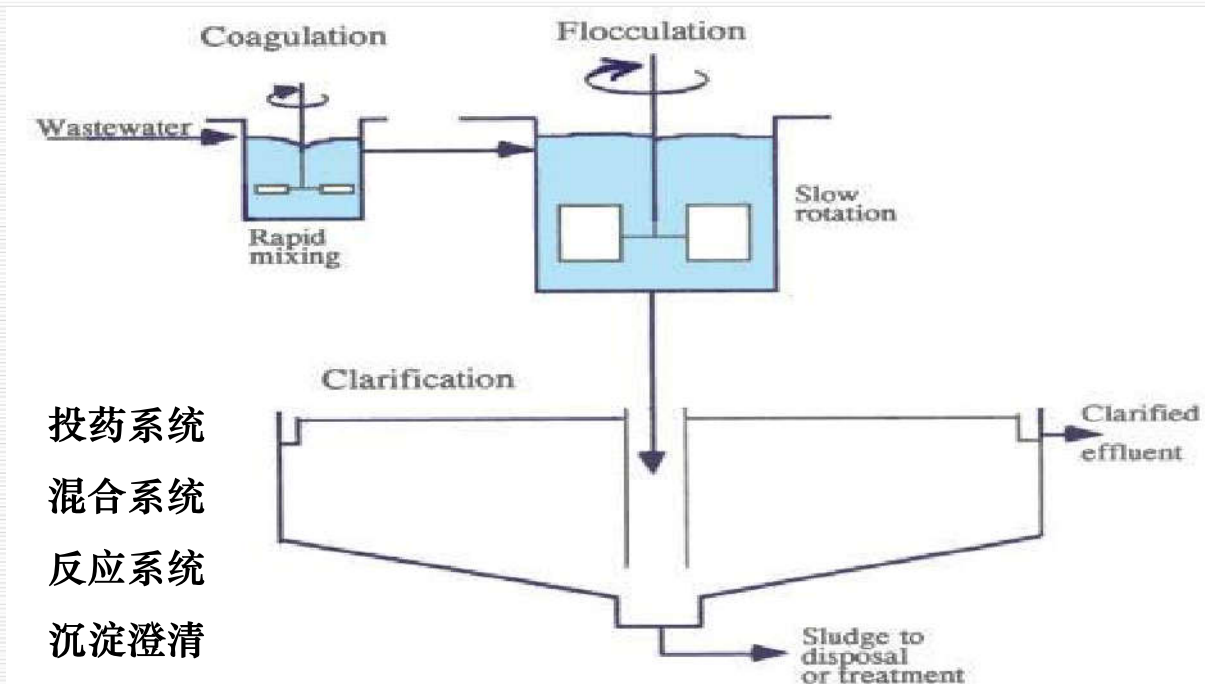 Coagulation
Flocculation
Wastewater
Rapid
mixing
Slow
rotation
Clarification
投药系统
混合系统
反应系统
沉淀澄清
Clarified
effluent
Sludge to
disposal
or treatment